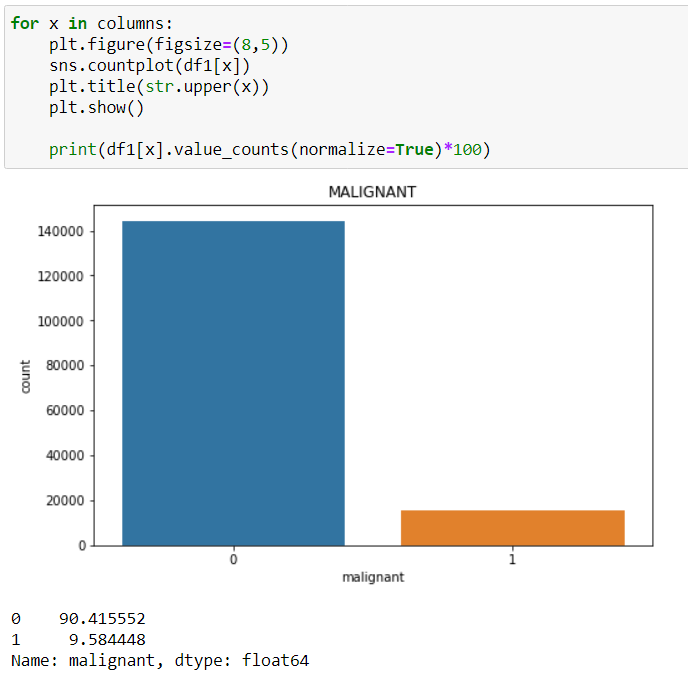 for x in columns:
    plt.figure(figsize=(8,5))
    sns.countplot(df1[x])
    plt.title(str.upper(x))
    plt.show()
    print(df1[x].value_counts(normalize=True)*100)
MALIGNANT
140000
120000
100000
80000
60000
40000
20000
0
count
0 1
malignant
0    90.415552
1     9.584448
Name: malignant, dtype: float64